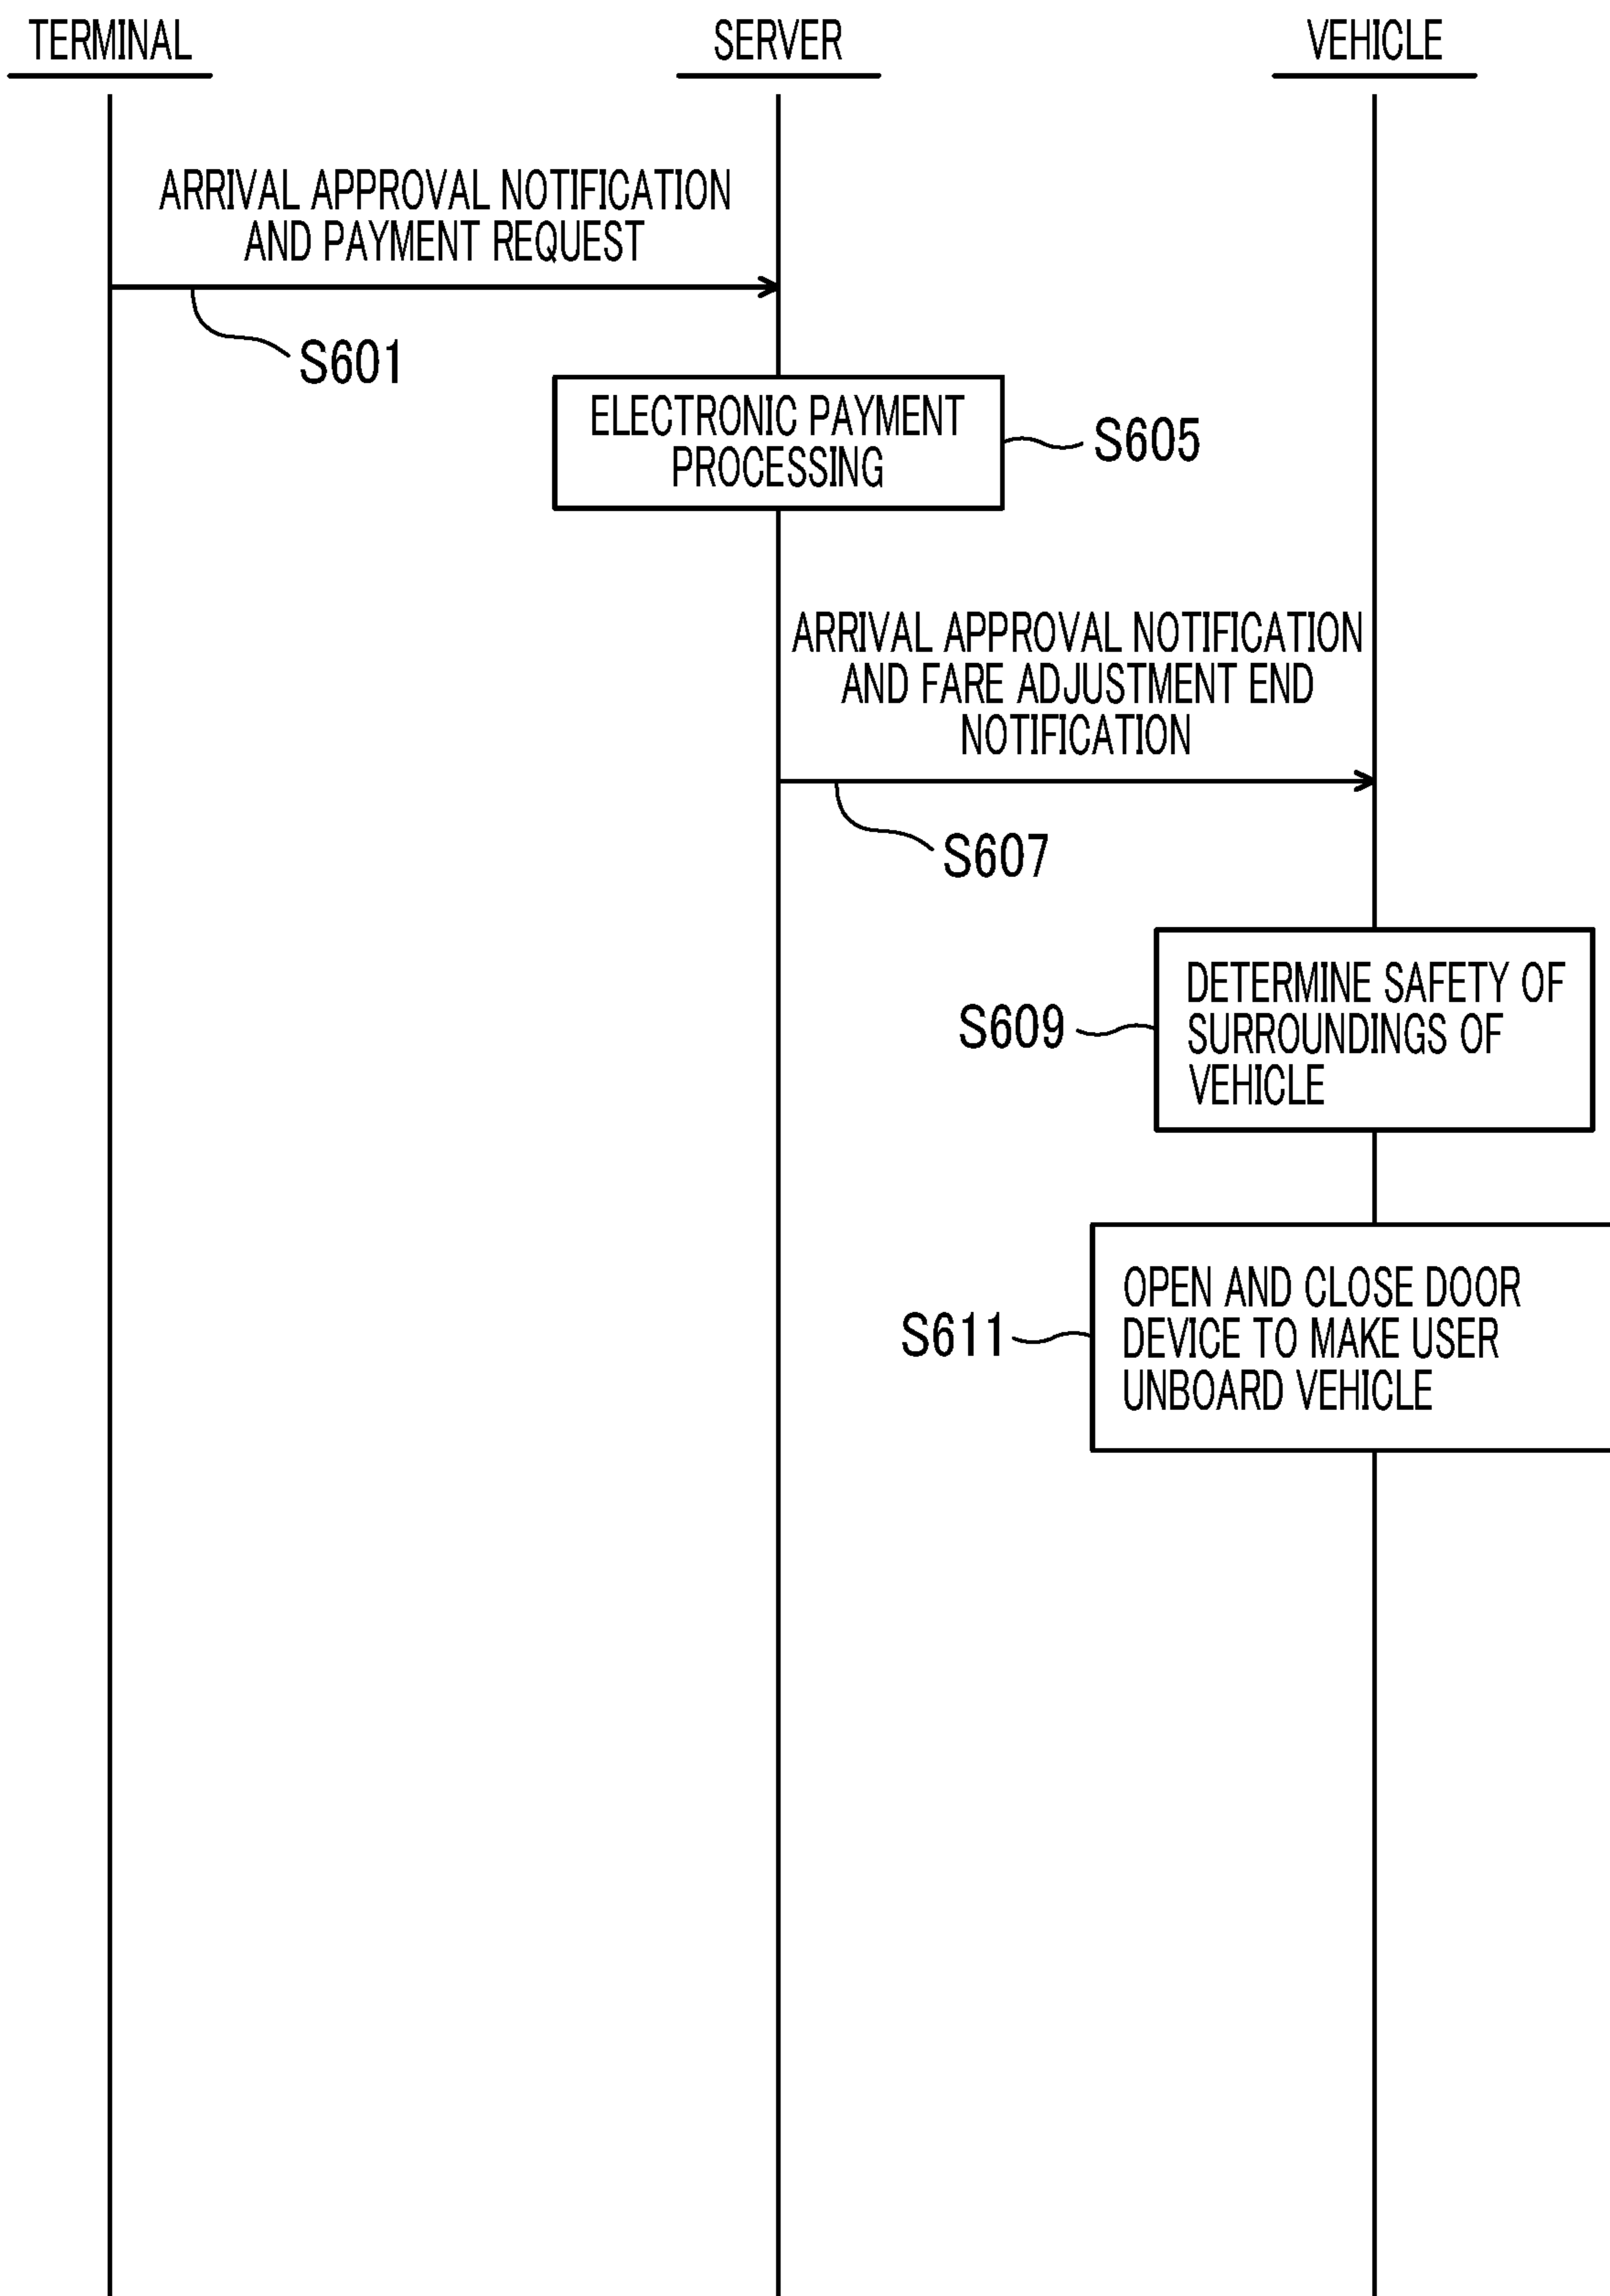 TERMINAL
SERVER
VEHICLE
ARRIVAL APPROVAL NOTIFICATION
AND PAYMENT REQUEST
S601
ELECTRONIC PAYMENT
PROCESSING
S605
ARRIVAL APPROVAL NOTIFICATION
AND FARE ADJUSTMENT END
NOTIFICATION
S607
DETERMINE SAFETY OF
SURROUNDINGS OF
VEHICLE
S609
OPEN AND CLOSE DOOR
DEVICE TO MAKE USER
UNBOARD VEHICLE
S611